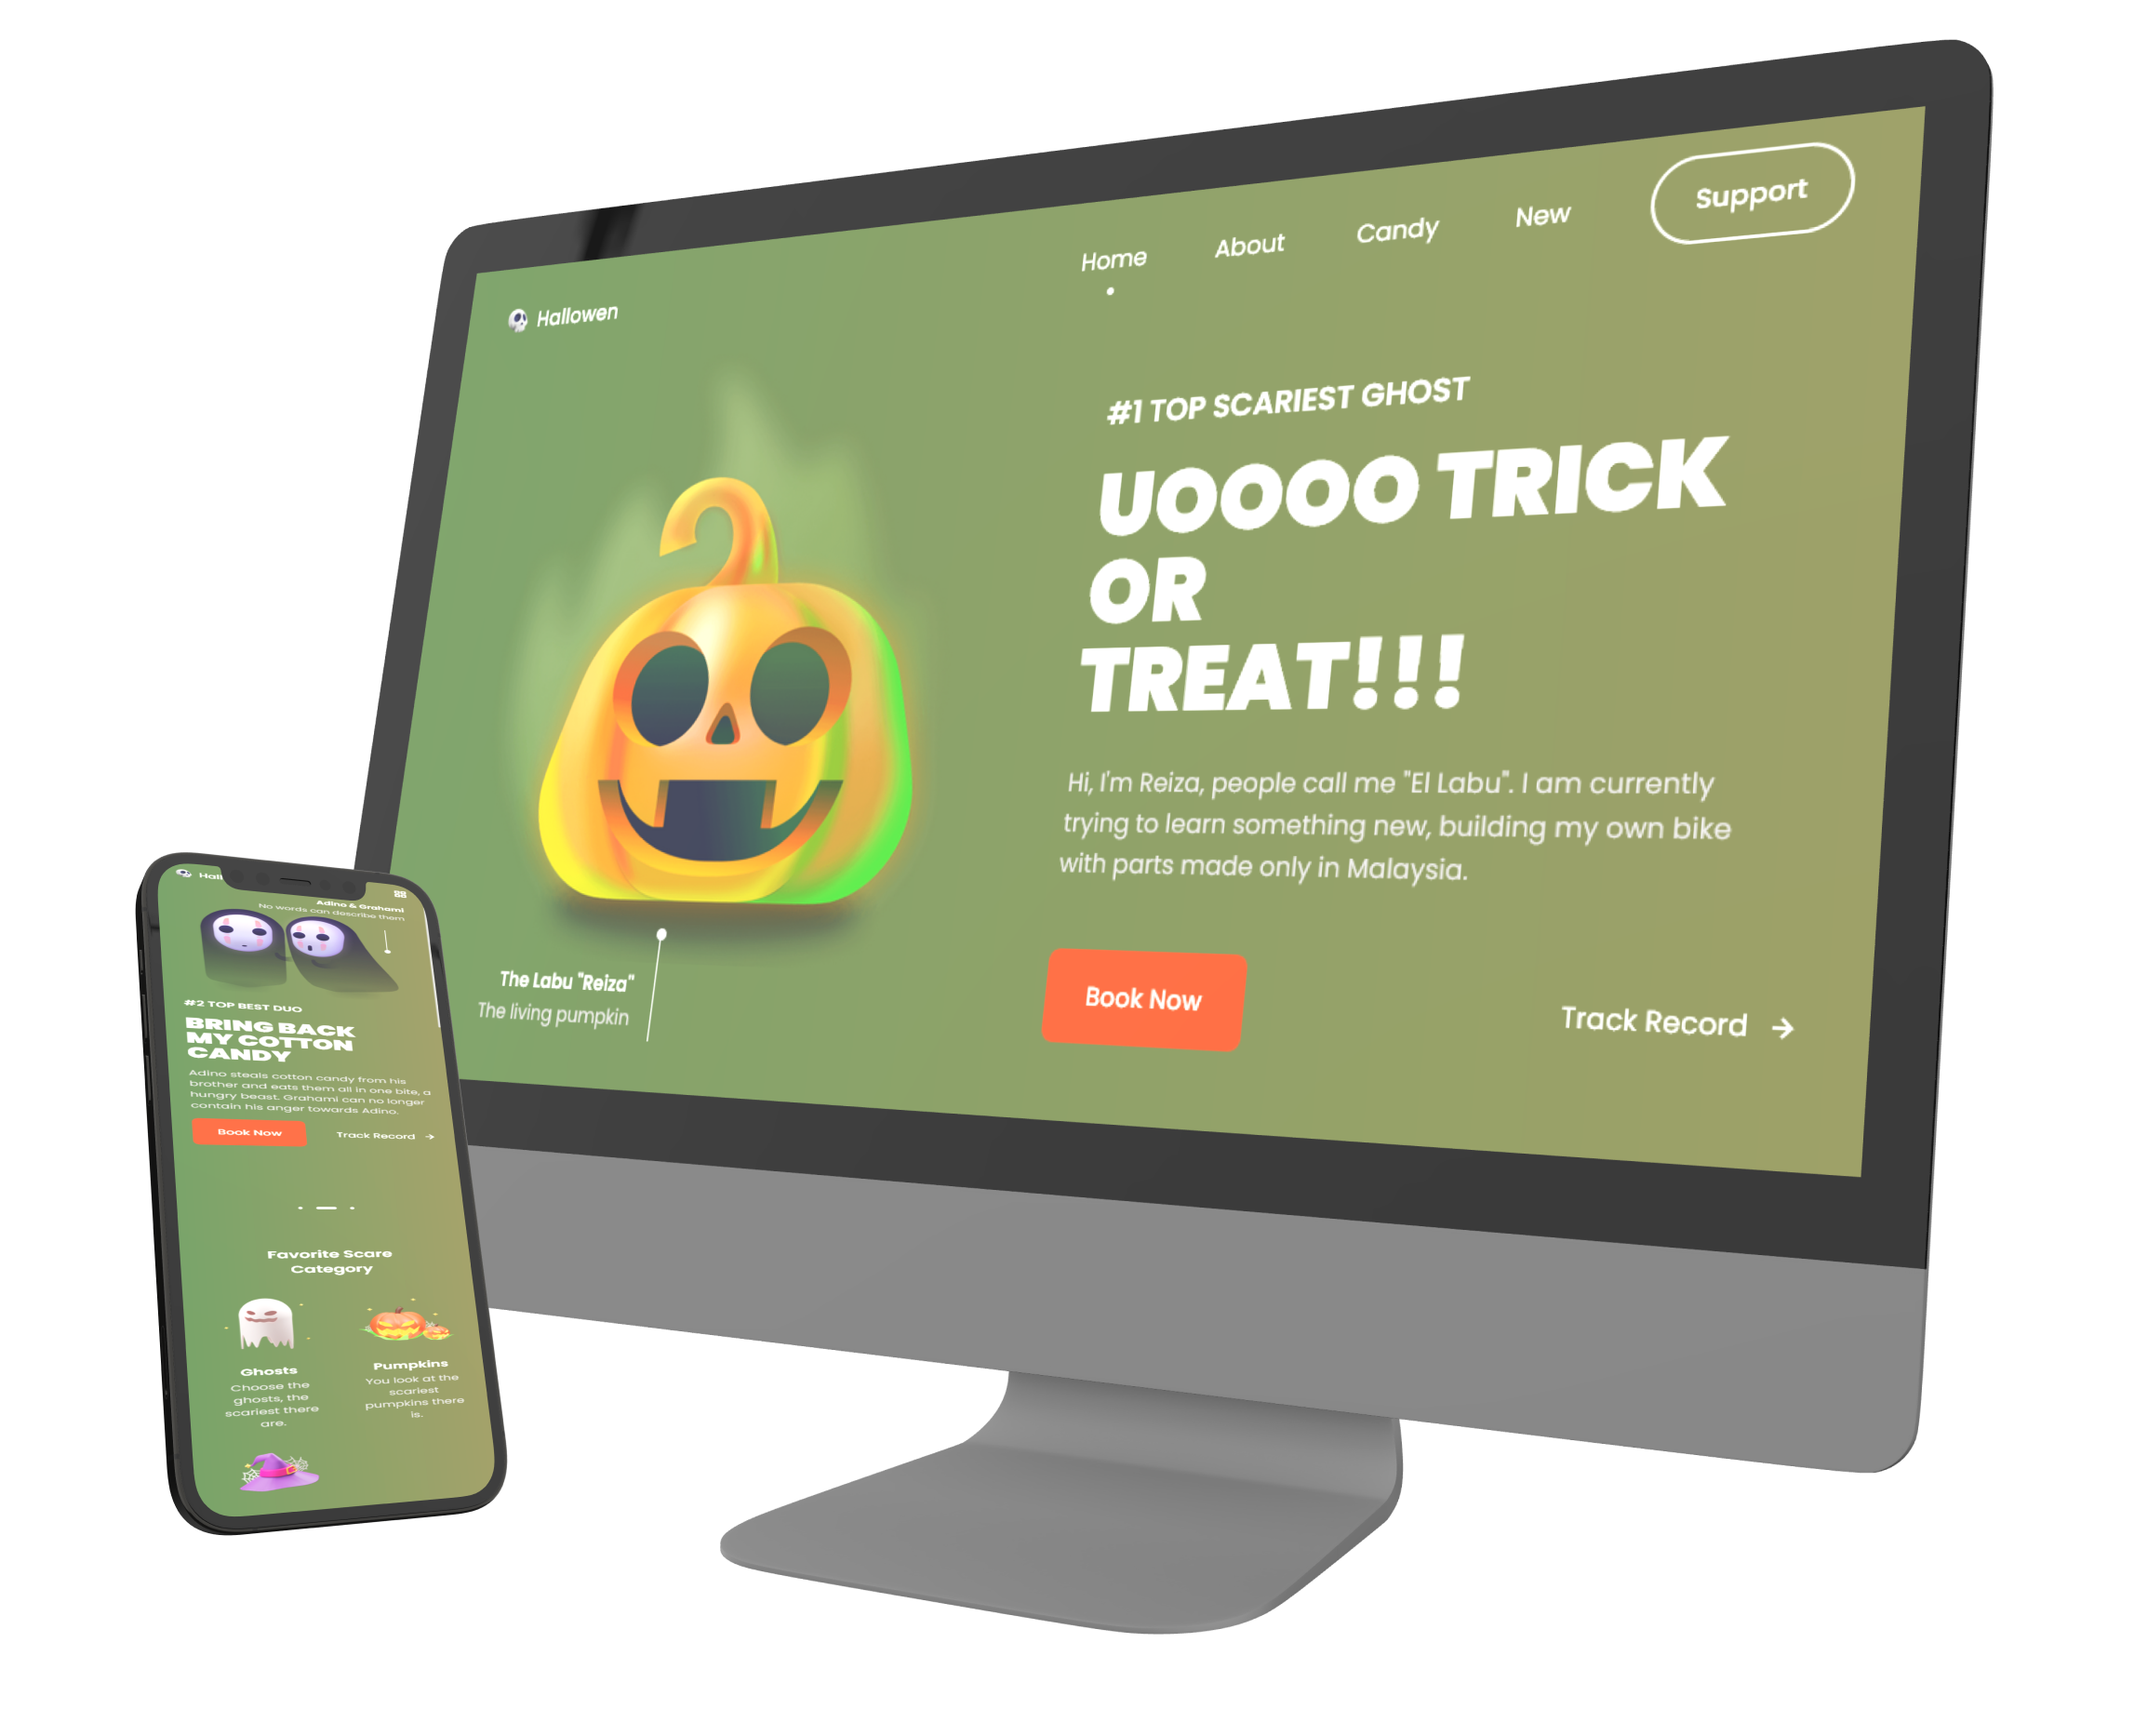 Home
About
Candy
New
Support
Hallowen
#1 TOP SCARIEST GHOST
UOOOO TRICK
OR
TREAT!!!
Hi, I'm Reiza, people call me "El Labu". I am currently
trying to learn something new, building my own bike
with parts made only in Malaysia.
Book Now
Track Record
The Labu "Reiza"
The living pumpkin
Adino & Grahami
No words can describe them
#2 TOP BEST DUO
BRING BACK
MY COTTON
CANDY
Adino steals cotton candy from his
brother and eats them all in one bite, a
hungry beast. Grahami can no longer
contain his anger towards Adino.
Book Now
Track Record
Favorite Scare
Category
Ghosts
Choose the
ghosts, the
scariest there
are.
Pumpkins
You look at the
scariest
pumpkins there
is.